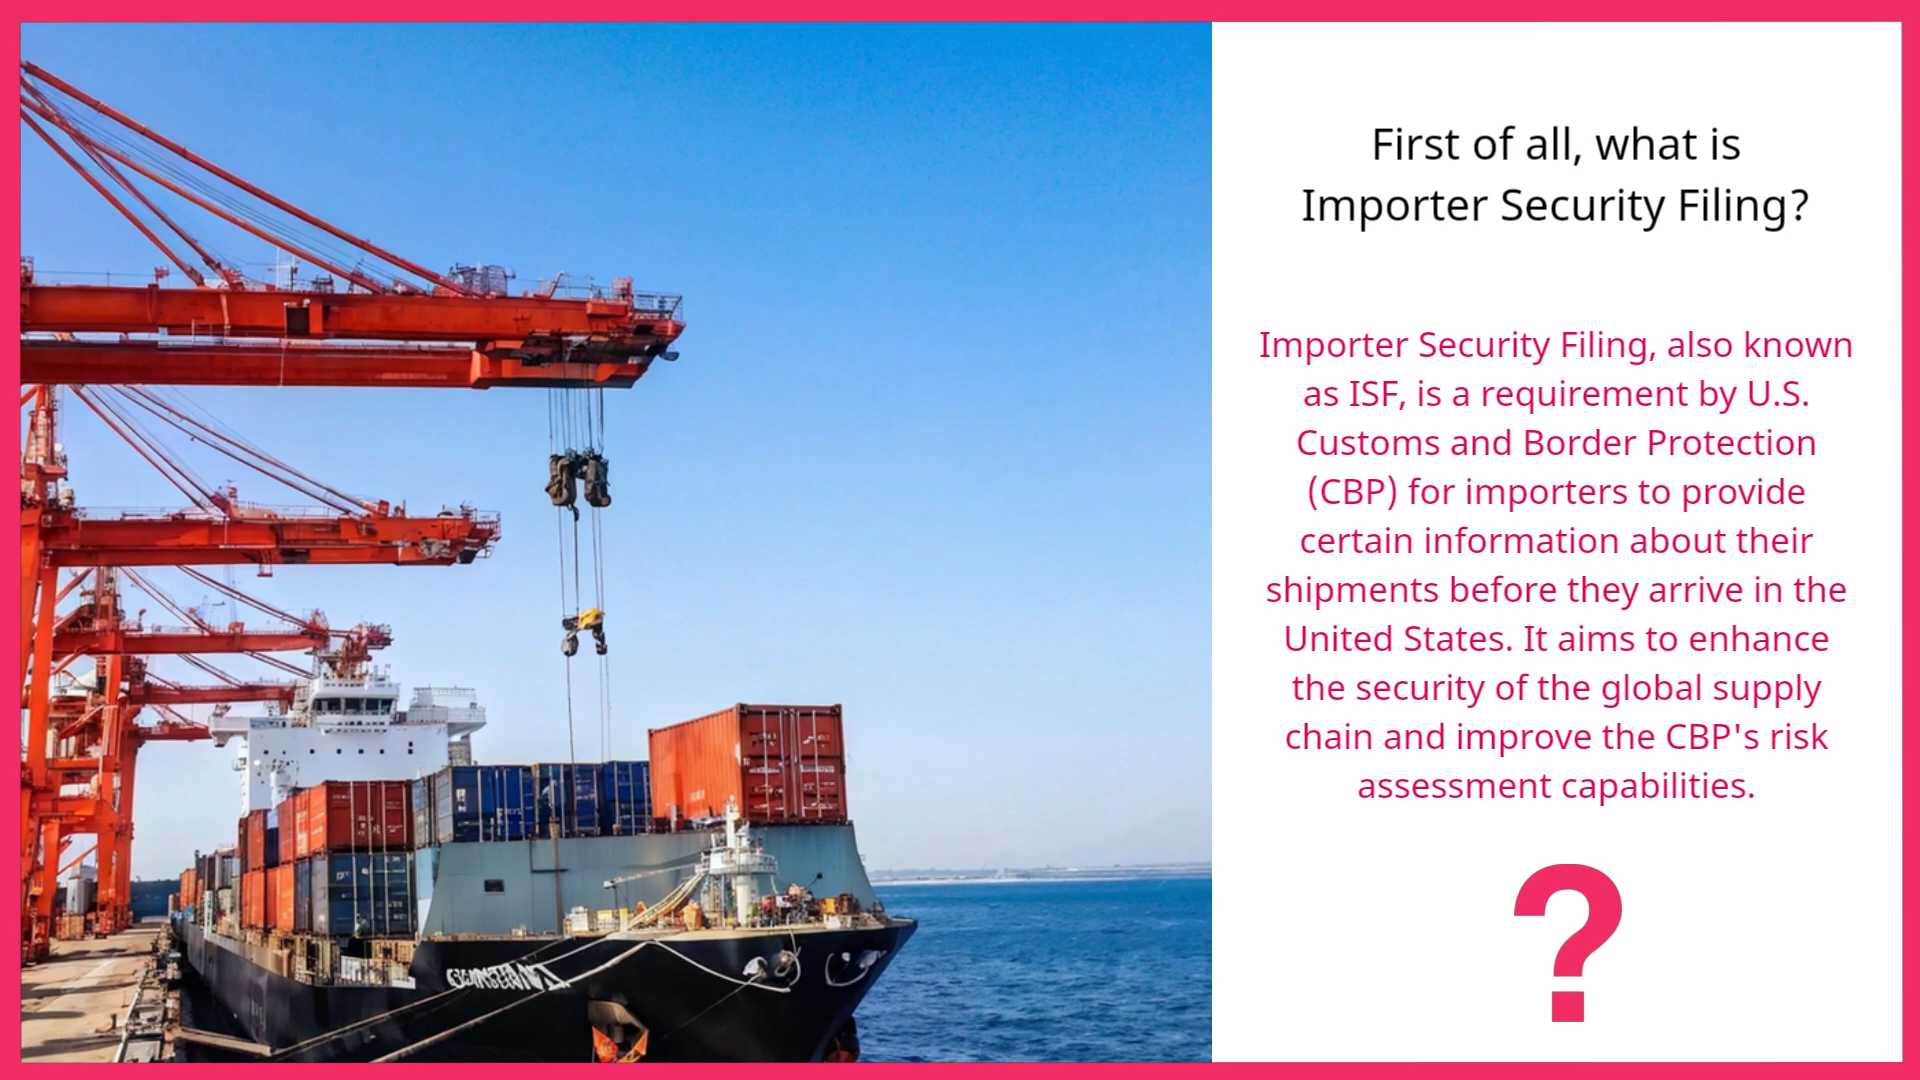 First of all, what is
Importer Security Filing?
Importer Security Filing, also known
as ISF, is a requirement by U.S.
Customs and Border Protection
(CBP) for importers to provide
certain information about their
shipments before they arrive in the
United States. It aims to enhance
the security of the global supply
chain and improve the CBP's risk
assessment capabilities.
?